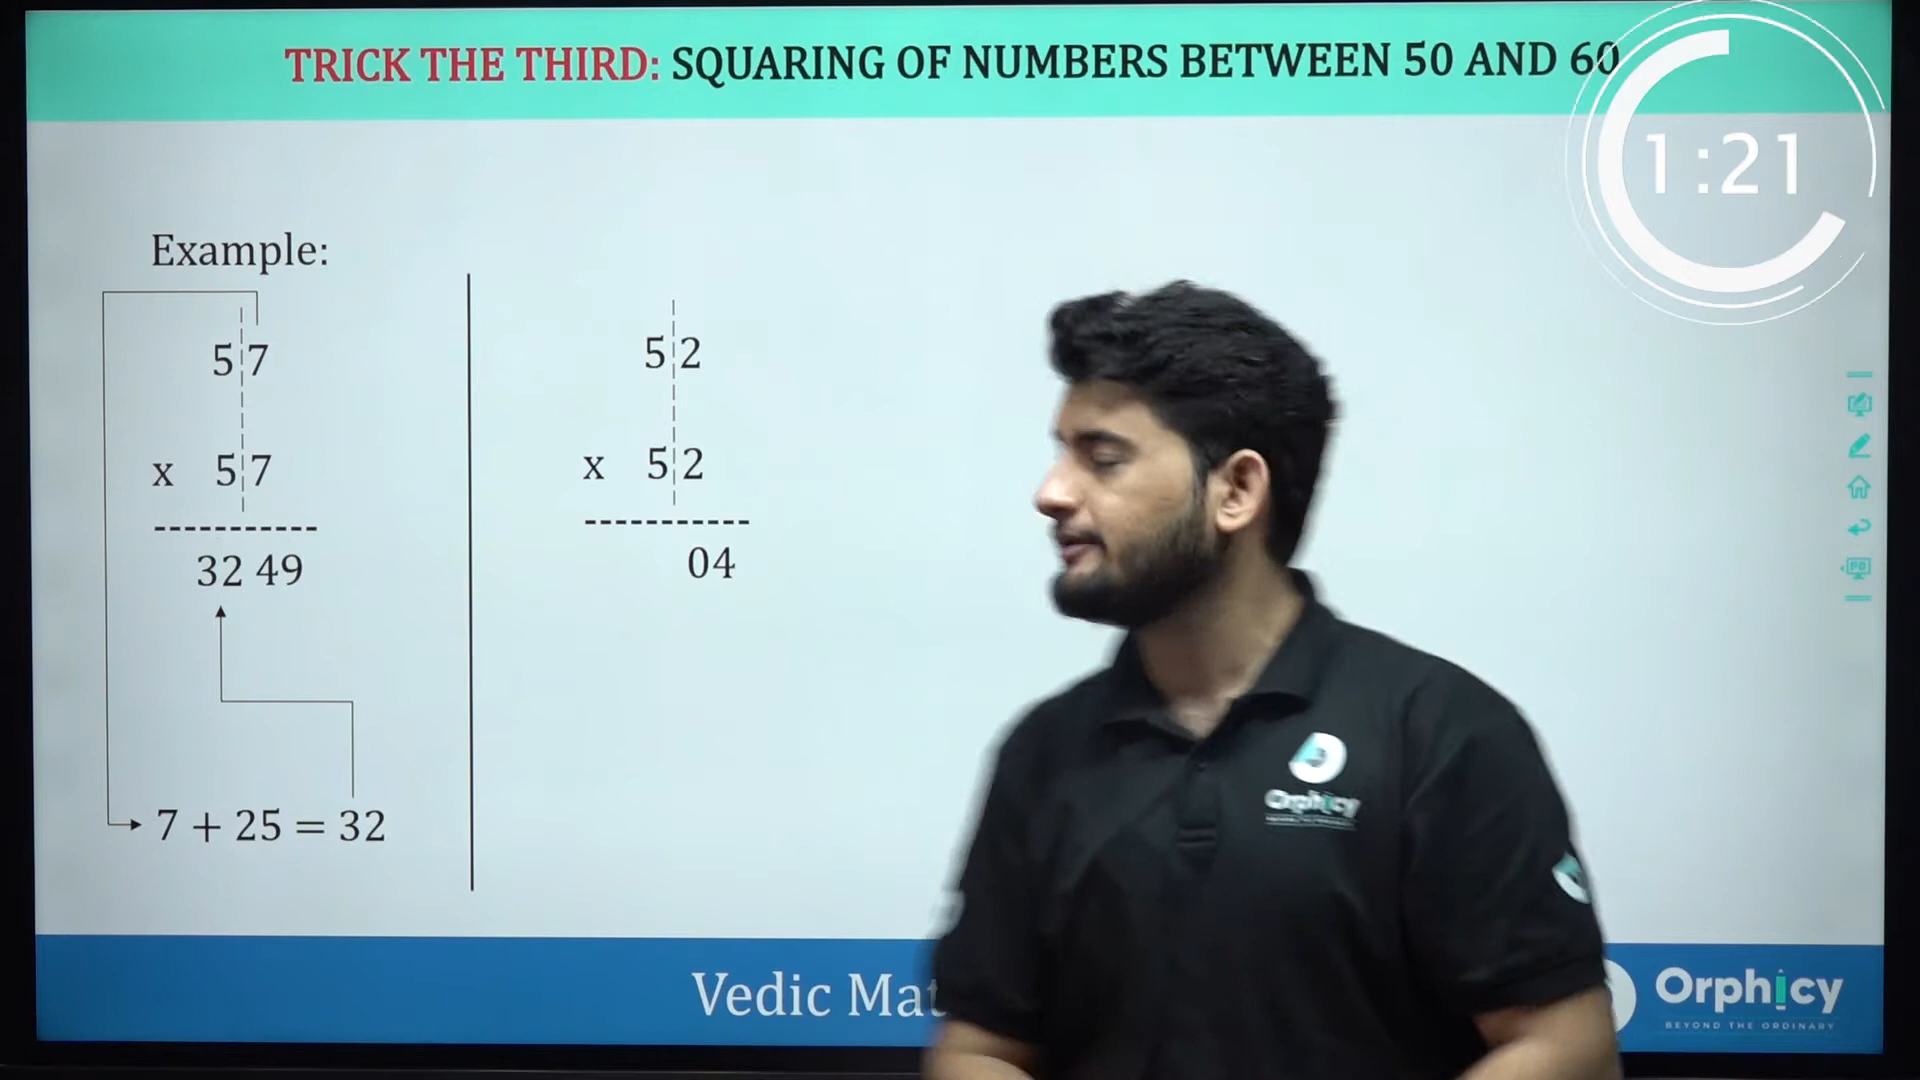 TRICK THE THIRD: SQUARING OF NUMBERS BETWEEN 50 AND 60
1:21
Example:
57
x 57
----------
32 49
7 + 25 = 32
52
x 52
----------
04
Orphicy
Vedic
Orphicy
BEYOND THE ORDINARY